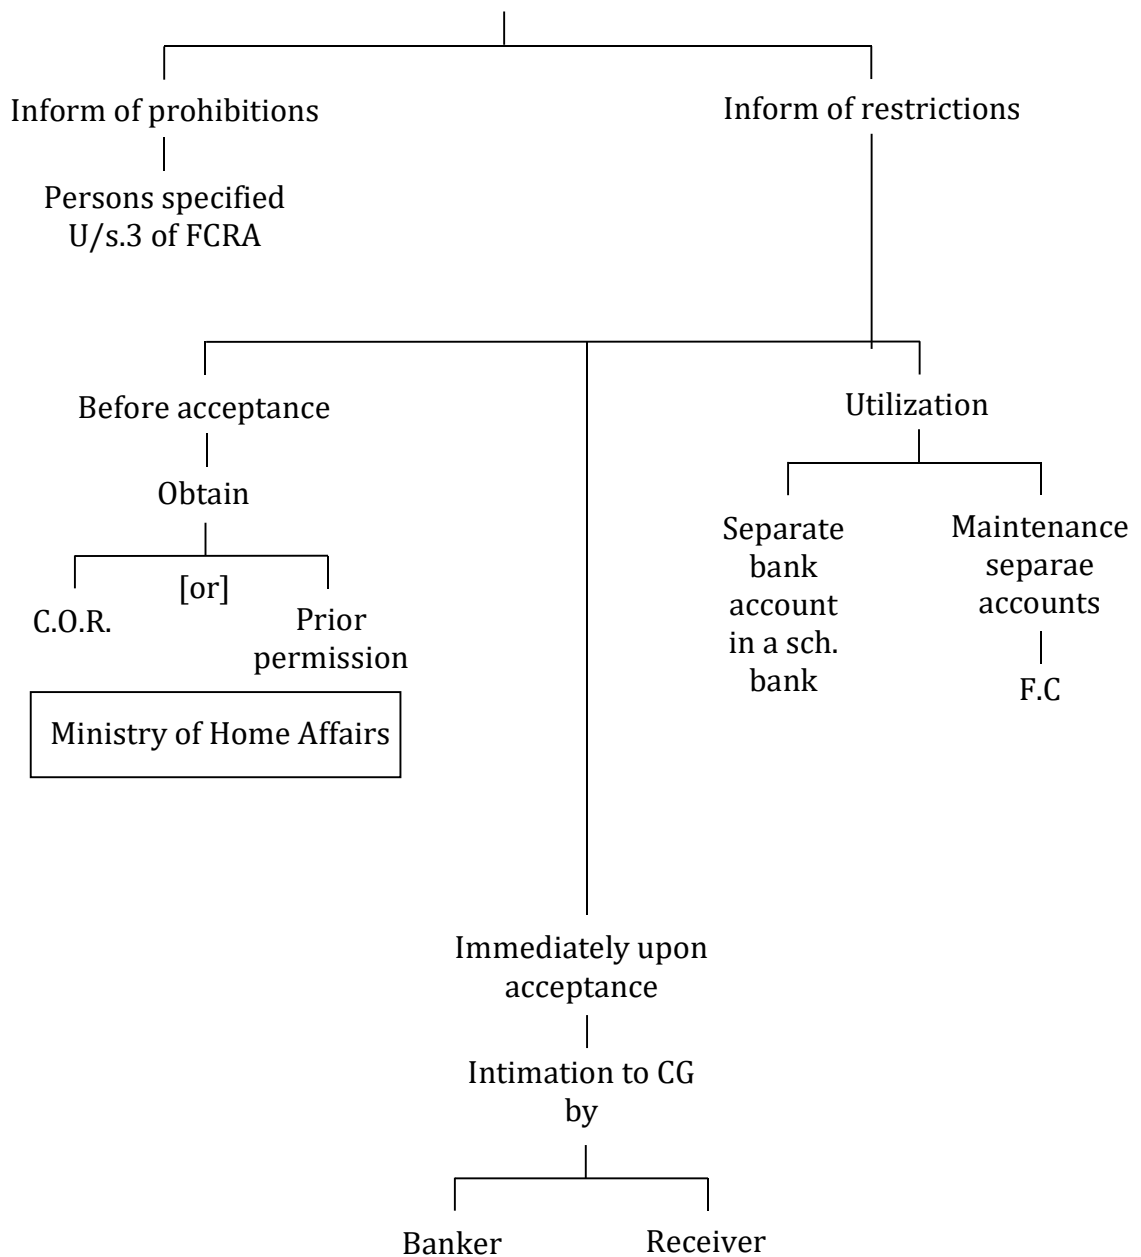 Inform of prohibitions
Inform of restrictions
Persons specified
U/s.3 of FCRA
Before acceptance
Utilization
Obtain
C.O.R.
[or]
Prior
permission
Ministry of Home Affairs
Separate
bank
account
in a sch.
bank
Maintenance
separae
accounts
F.C
Immediately upon
acceptance
Intimation to CG
by
Banker
Receiver